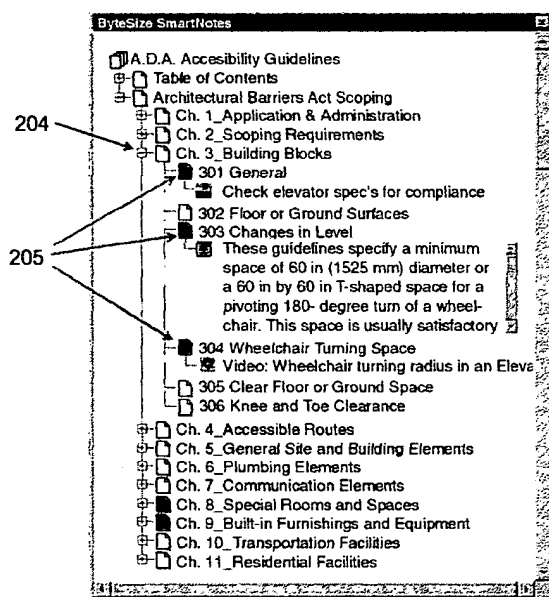 ByteSize SmartNotes
A.D.A. Accesibility Guidelines
Table of Contents
Architectural Barriers Act Scoping
204
Ch. 1_Application & Administration
Ch. 2_Scoping Requirements
Ch. 3_Building Blocks
301 General
Check elevator spec's for compliance
302 Floor or Ground Surfaces
303 Changes in Level
205
These guidelines specify a minimum
space of 60 in (1525 mm) diameter or
a 60 in by 60 in T-shaped space for a
pivoting 180- degree turn of a wheel-
chair. This space is usually satisfactory
304 Wheelchair Turning Space
Video: Wheelchair turning radius in an Eleva
305 Clear Floor or Ground Space
306 Knee and Toe Clearance
Ch. 4_Accessible Routes
Ch. 5_General Site and Building Elements
Ch. 6_Plumbing Elements
Ch. 7_Communication Elements
Ch. 8_Special Rooms and Spaces
Ch. 9_Built-in Furnishings and Equipment
Ch. 10_Transportation Facilities
Ch. 11_Residential Facilities